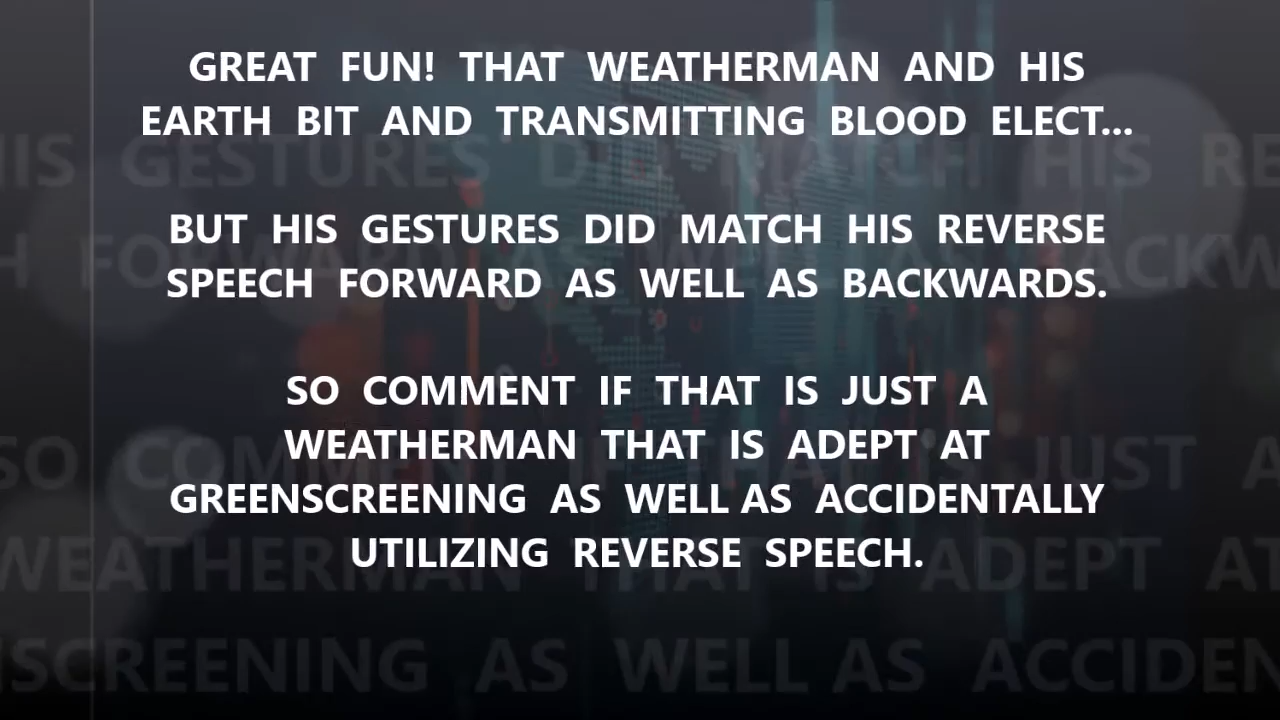 GREAT FUN! THAT WEATHERMAN AND HIS
EARTH BIT AND TRANSMITTING BLOOD ELECT...
BUT HIS GESTURES DID MATCH HIS REVERSE
SPEECH FORWARD AS WELL AS BACKWARDS.
SO COMMENT IF THAT IS JUST A
WEATHERMAN THAT IS ADEPT AT
GREENSCREENING AS WELL AS ACCIDENTALLY
UTILIZING REVERSE SPEECH.